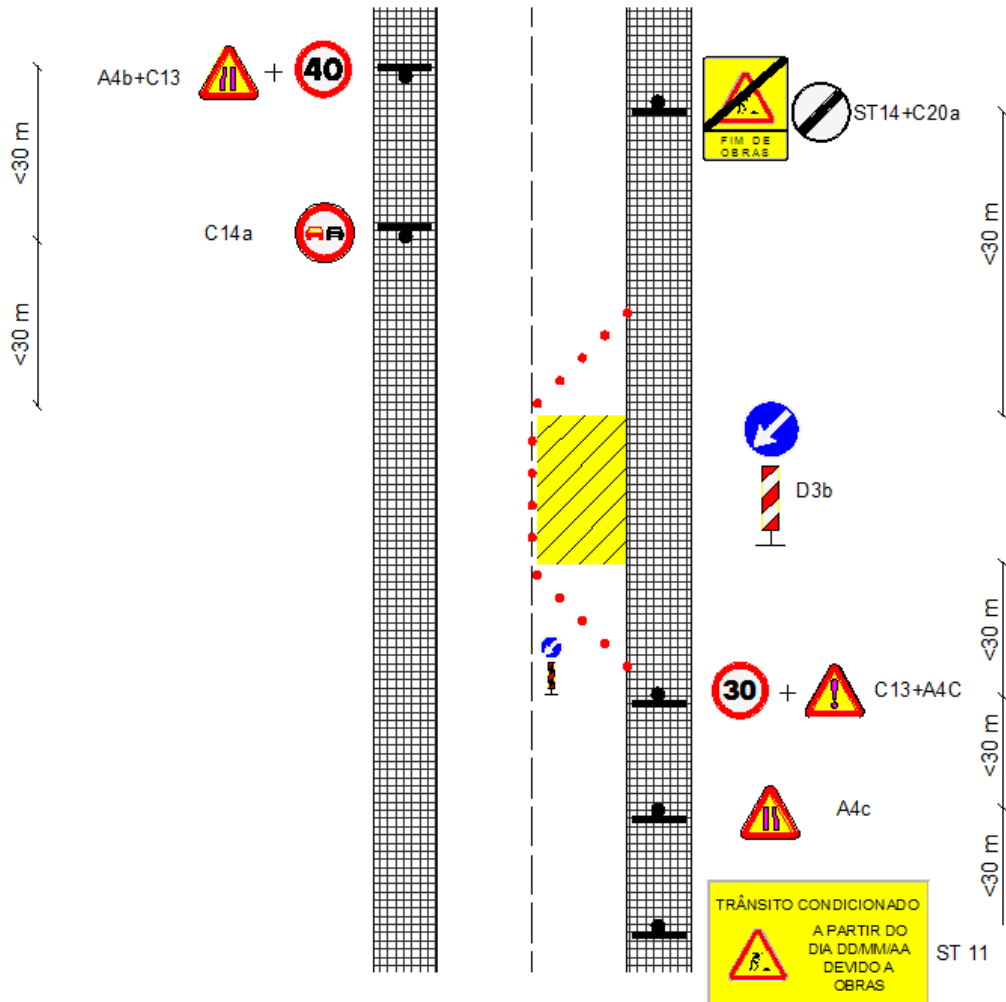 A4b+C13
+
40
ST14+C20a
FIM DE
OBRAS
<30 m
<30 m
C14a
<30 m
D3b
<30 m
30
+
C13+A4C
<30 m
A4c
<30 m
TRÂNSITO CONDICIONADO
A PARTIR DO
DIA DD/MM/AA
DEVIDO A
OBRAS
ST 11